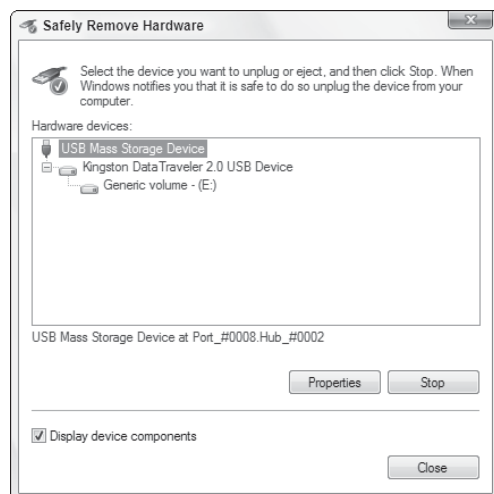 Safely Remove Hardware
Select the device you want to unplug or eject, and then click Stop. When
Windows notifies you that it is safe to do so unplug the device from your
computer.
Hardware devices:
USB Mass Storage Device
Kingston DataTraveler 2.0 USB Device
Generic volume - (E:)
USB Mass Storage Device at Port_#0008.Hub_#0002
Properties
Stop
Display device components
Close